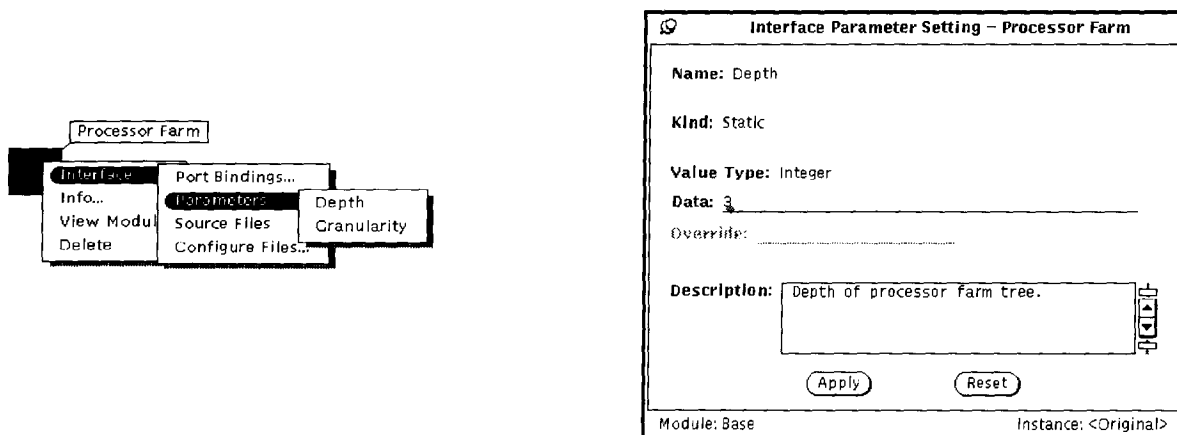 Processor Farm
Interface
Info...
View Modul
Delete
Port Bindings...
Parameters
Source Files
Configure Files...
Depth
Granularity
Interface Parameter Setting – Processor Farm
Name: Depth
Kind: Static
Value Type: Integer
Data: 3
Override:
Description: Depth of processor farm tree.
Apply Reset
Module: Base Instance: <Original>